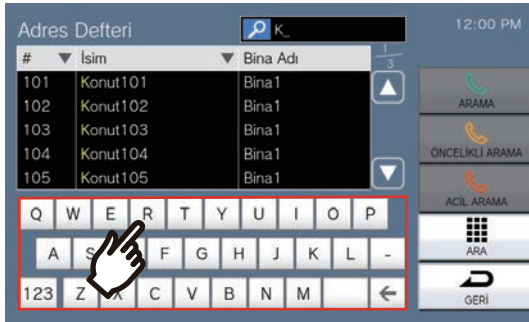 Adres Defteri K_ 12:00 PM
# İsim Bina Adı 1/3
101 Konut101 Bina1
102 Konut102 Bina1
103 Konut103 Bina1
104 Konut104 Bina1
105 Konut105 Bina1
ARAMA
ÖNCELİKLİ ARAMA
ACİL ARAMA
ARA
GERİ
Q W E R T Y U I O P
A S F G H J K L -
123 Z X C V B N M ←